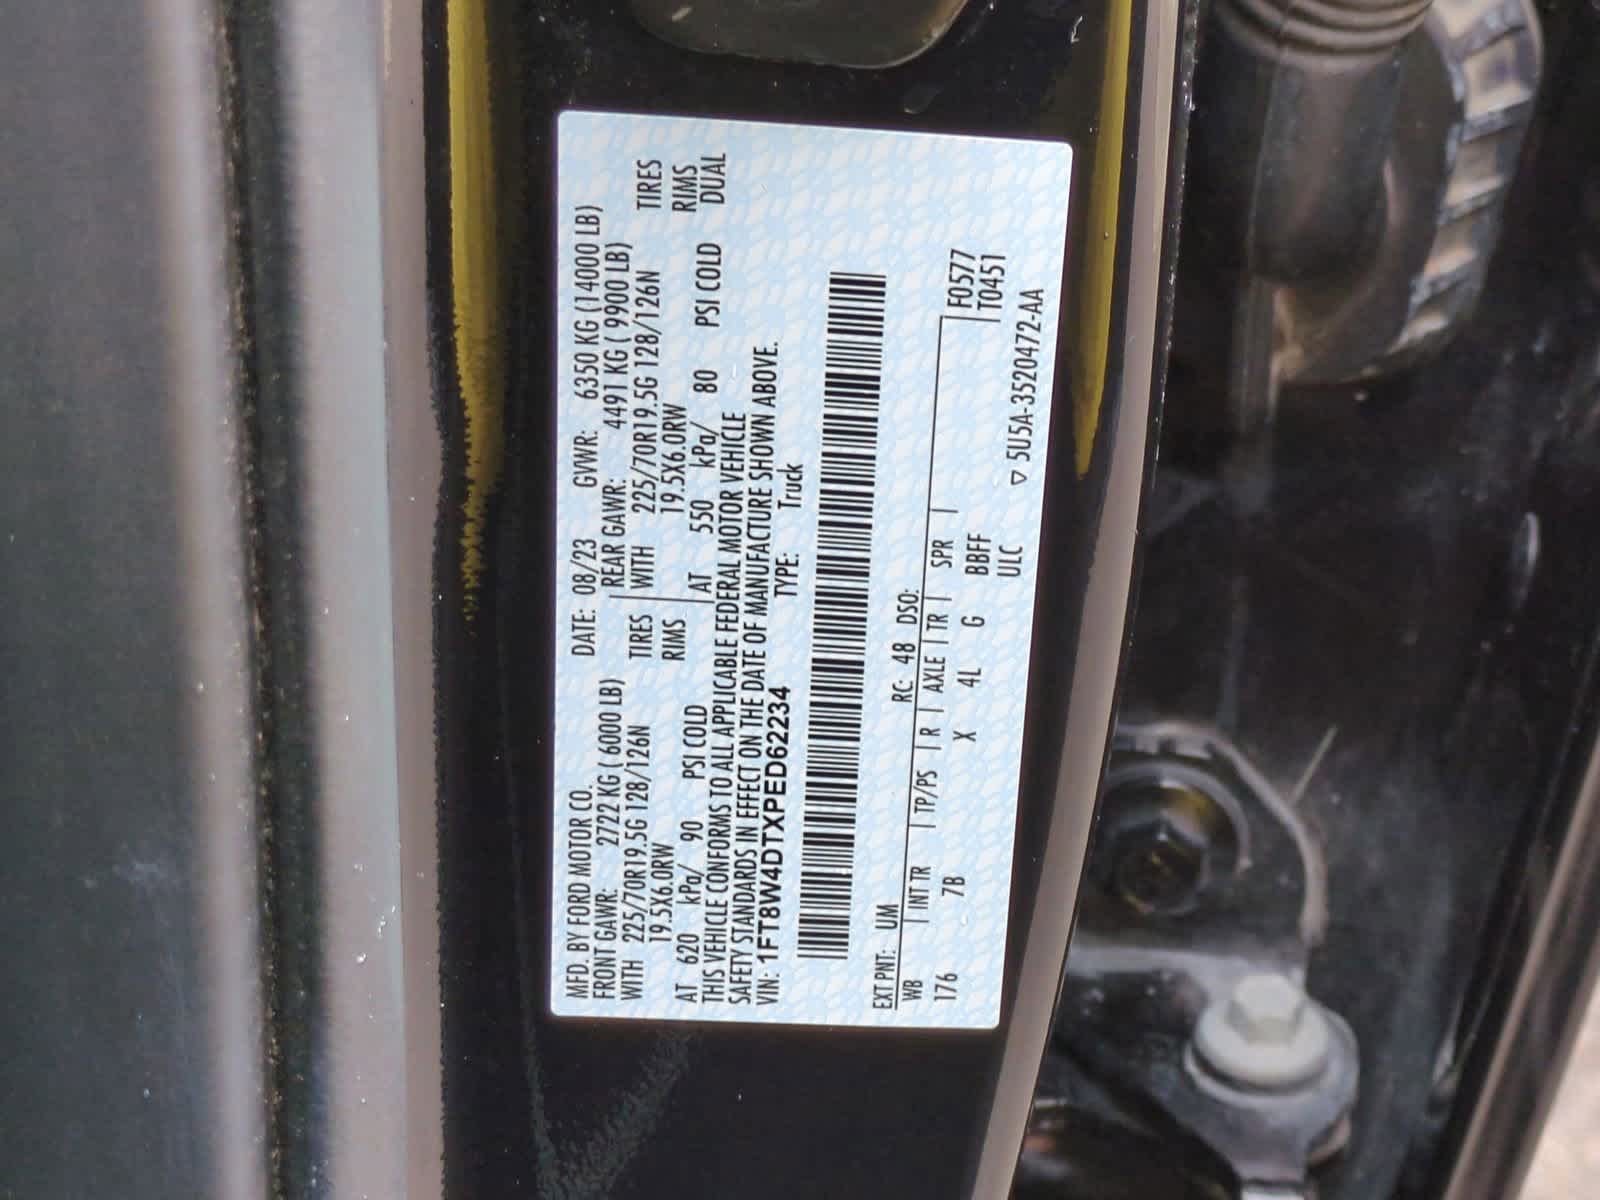 MFD. BY FORD MOTOR CO. DATE: 08/23 GVWR: 6350 KG (14000 LB)
FRONT GAWR: 2722 KG (6000 LB) REAR GAWR: 4491 KG ( 9900 LB)
WITH 225/70R19.5G 128/126N TIRES WITH 225/70R19.5G 128/126N TIRES
19.5X6.0RW RIMS 19.5X6.0RW RIMS
AT 620 kPa/ 90 PSI COLD AT 550 kPa/ 80 PSI COLD DUAL
THIS VEHICLE CONFORMS TO ALL APPLICABLE FEDERAL MOTOR VEHICLE
SAFETY STANDARDS IN EFFECT ON THE DATE OF MANUFACTURE SHOWN ABOVE.
VIN: 1FT8W4DTXPED62234 TYPE: Truck
EXT PNT: UM RC: 48 DSO:
WB | INT TR | TP/PS | R | AXLE | TR | SPR | F0577
176 7B X 4L G BBFF T0451
ULC
▽ 5U5A-3520472-AA